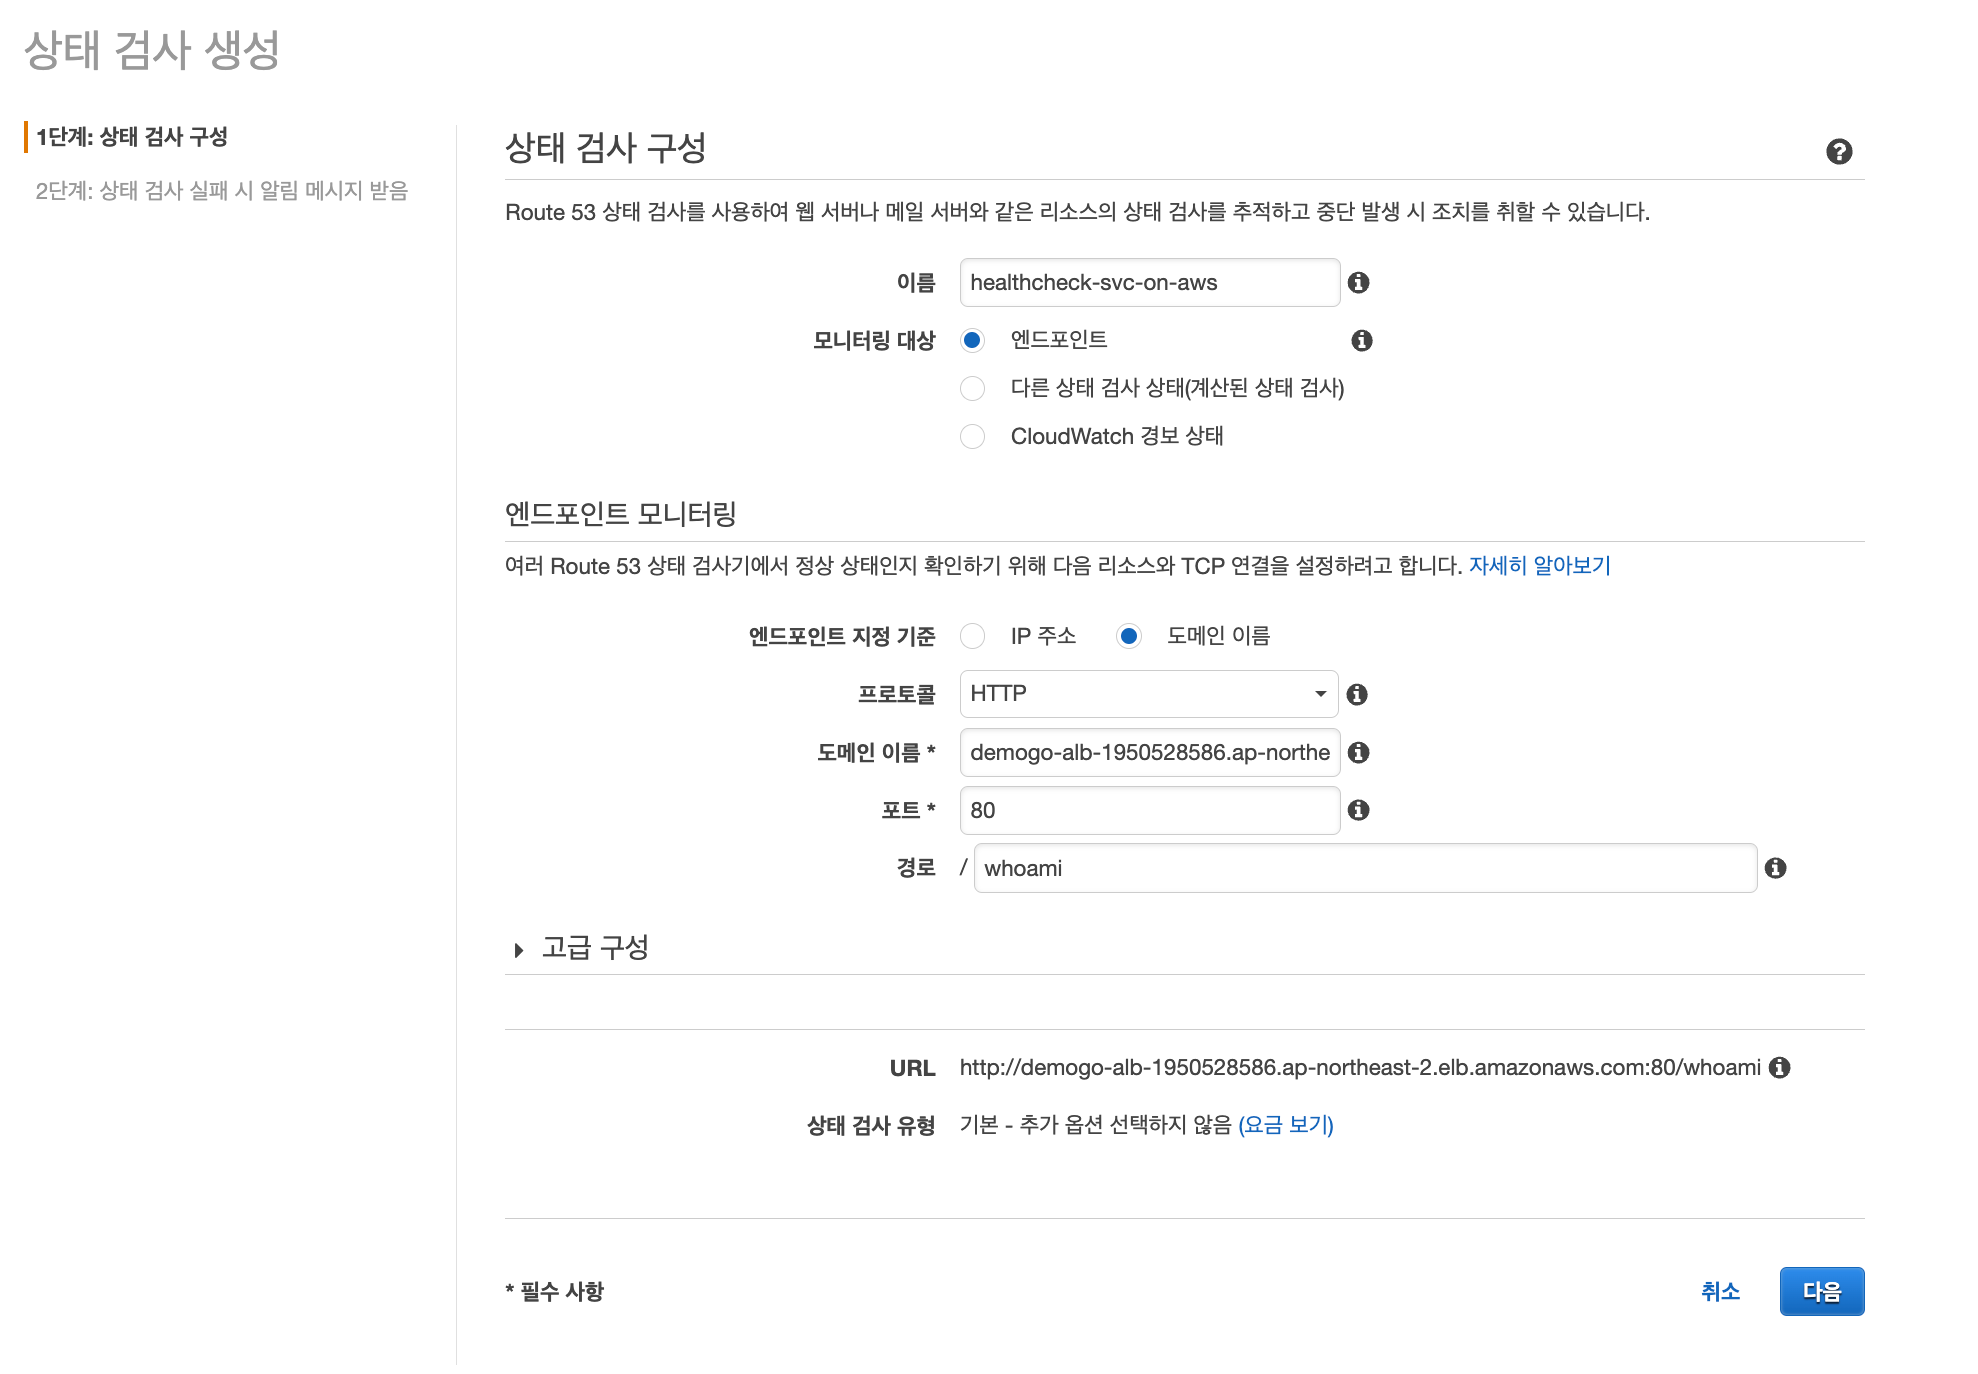 상태 검사 생성
1단계: 상태 검사 구성
2단계: 상태 검사 실패 시 알림 메시지 받음
상태 검사 구성
Route 53 상태 검사를 사용하여 웹 서버나 메일 서버와 같은 리소스의 상태 검사를 추적하고 중단 발생 시 조치를 취할 수 있습니다.
이름 healthcheck-svc-on-aws
모니터링 대상 엔드포인트
다른 상태 검사 상태(계산된 상태 검사)
CloudWatch 경보 상태
엔드포인트 모니터링
여러 Route 53 상태 검사기에서 정상 상태인지 확인하기 위해 다음 리소스와 TCP 연결을 설정하려고 합니다. 자세히 알아보기
엔드포인트 지정 기준 IP 주소 도메인 이름
프로토콜 HTTP
도메인 이름 * demogo-alb-1950528586.ap-northe
포트 * 80
경로 / whoami
고급 구성
URL http://demogo-alb-1950528586.ap-northeast-2.elb.amazonaws.com:80/whoami
상태 검사 유형 기본 - 추가 옵션 선택하지 않음 (요금 보기)
* 필수 사항 취소 다음